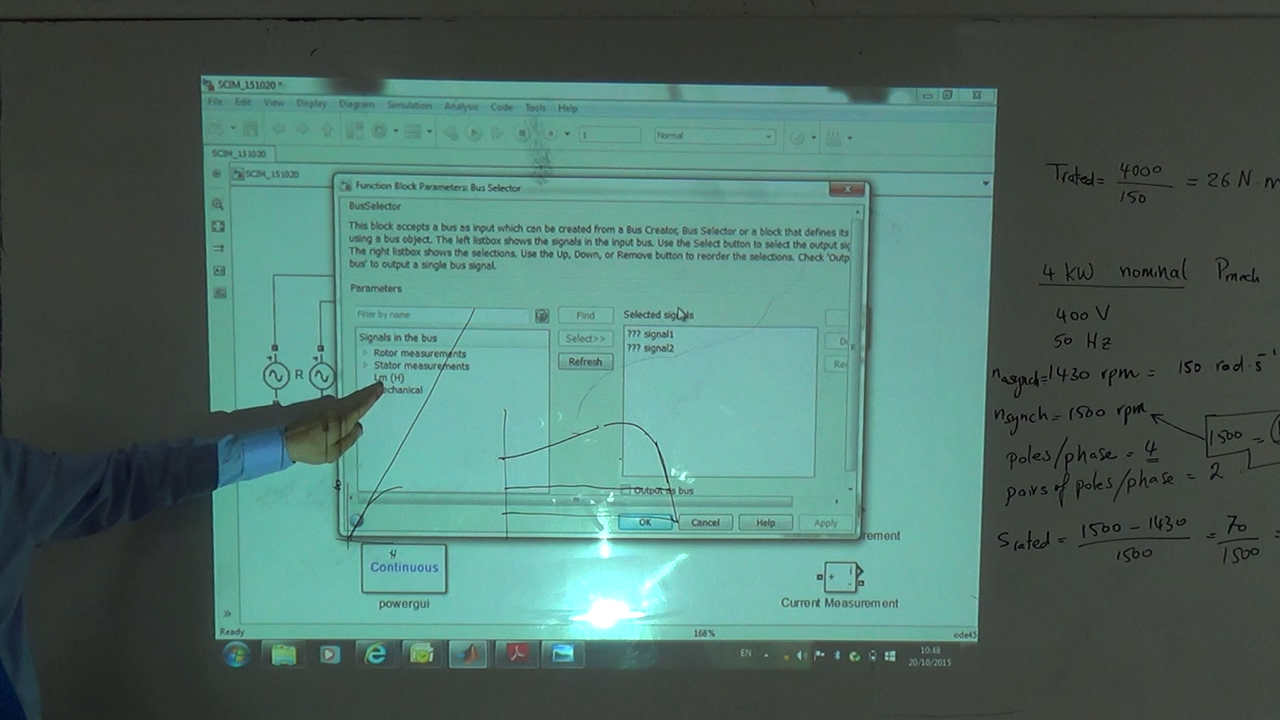 SCIM_151020 *
File Edit View Display Diagram Simulation Analysis Code Tools Help
1 Normal
SCIM_151020
SCIM_151020
Function Block Parameters: Bus Selector
BusSelector
This block accepts a bus as input which can be created from a Bus Creator, Bus Selector or a block that defines its
using a bus object. The left listbox shows the signals in the input bus. Use the Select button to select the output
The right listbox shows the selections. Use the Up, Down, or Remove button to reorder the selections. Check 'Outp
bus' to output a single bus signal.
Parameters
Filter by name
Find
Selected signals
Signals in the bus
Select>>
??? signal1
Rotor measurements
??? signal2
Stator measurements
Refresh
Lm (H)
echanical
R
Output as bus
OK Cancel Help Apply
rement
Continuous
powergui
Current Measurement
Ready 168% ode45
EN 10:48
20/10/2015
Trated = 4000 / 150 = 26 N.m
4 kW nominal Pmech
400 V
50 Hz
nasynch = 1430 rpm = 150 rad.s-1
nsynch = 1500 rpm
1500 =
poles/phase = 4
pairs of poles/phase = 2
Srated = 1500 - 1430 / 1500 = 70 / 1500 =